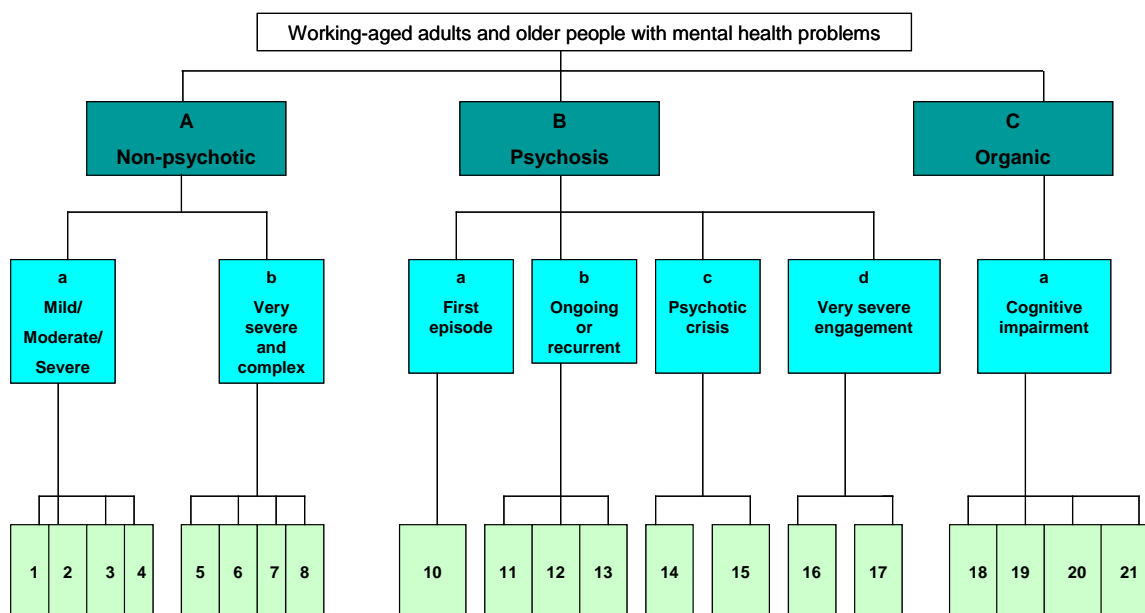 Working-aged adults and older people with mental health problems
A
Non-psychotic
B
Psychosis
C
Organic
a
Mild/
Moderate/
Severe
b
Very
severe
and
complex
a
First
episode
b
Ongoing
or
recurrent
c
Psychotic
crisis
d
Very severe
engagement
a
Cognitive
impairment
1 2 3 4 5 6 7 8 10 11 12 13 14 15 16 17 18 19 20 21